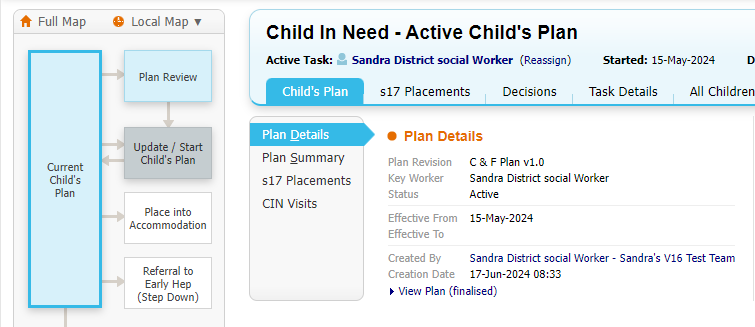 Full Map
Local Map ▼
Plan Review
Update / Start
Child's Plan
Current
Child's
Plan
Place into
Accommodation
Referral to
Early Hep
(Step Down)
Child In Need - Active Child's Plan
Active Task: Sandra District social Worker (Reassign) Started: 15-May-2024 D
Child's Plan s17 Placements Decisions Task Details All Children
Plan Details
Plan Summary
s17 Placements
CIN Visits
Plan Details
Plan Revision C & F Plan v1.0
Key Worker Sandra District social Worker
Status Active
Effective From 15-May-2024
Effective To
Created By Sandra District social Worker - Sandra's V16 Test Team
Creation Date 17-Jun-2024 08:33
View Plan (finalised)